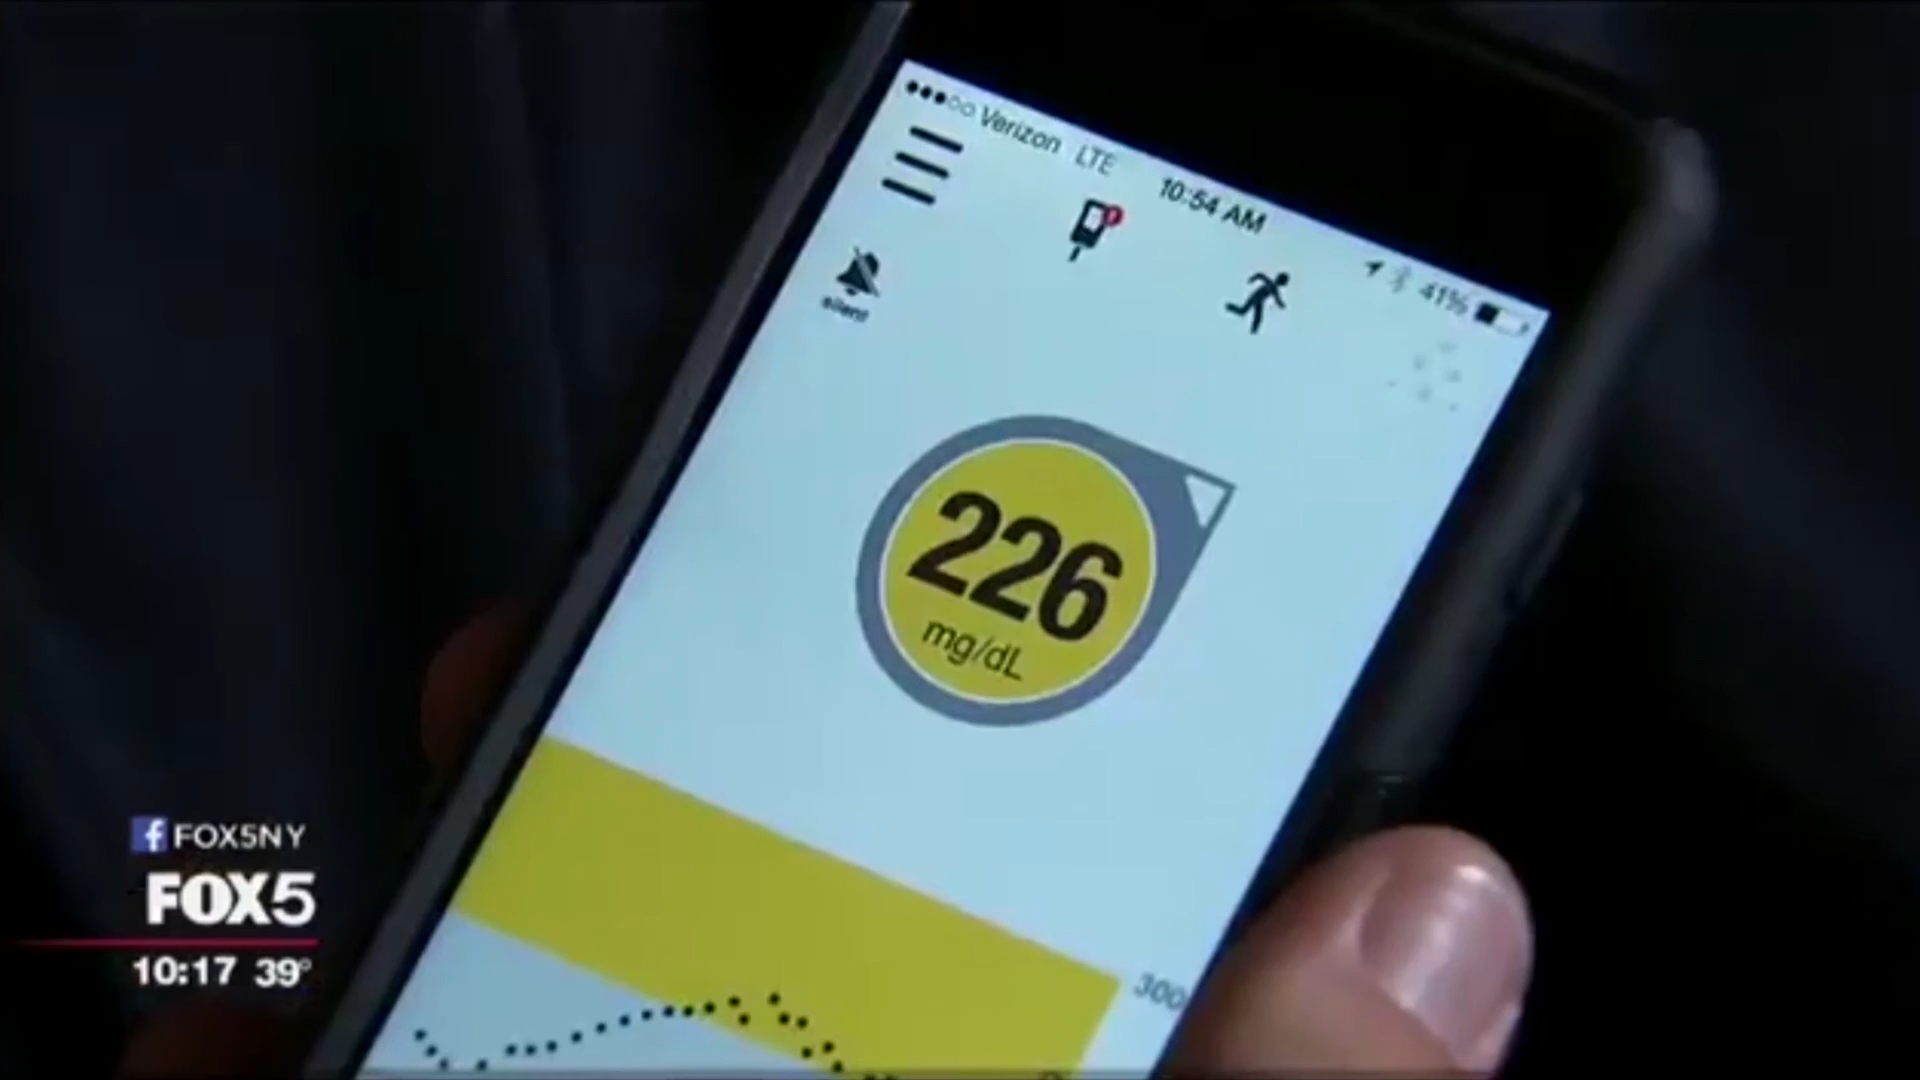 Verizon LTE 10:54 AM 41%
silent
226
mg/dL
300
FOX5NY
FOX5
10:17 39°